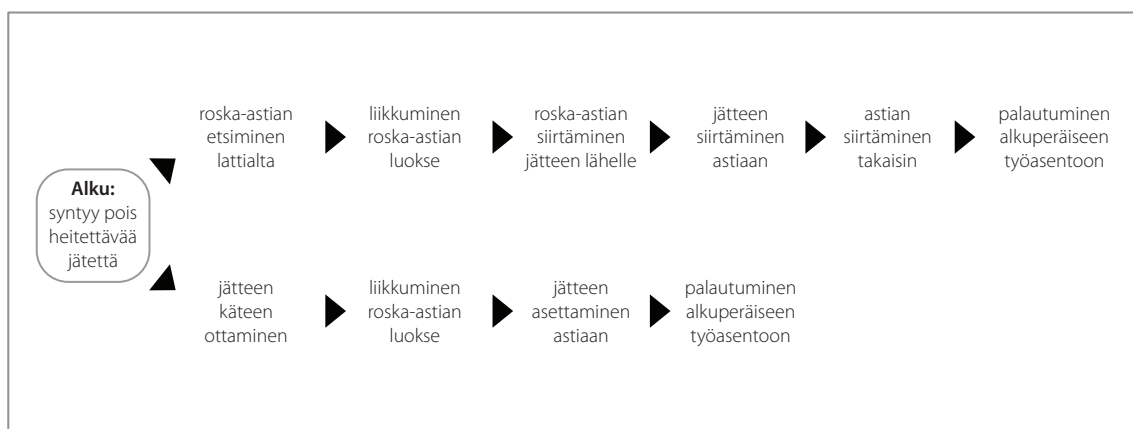 Alku:
syntyy pois
heitettävää
jätettä
roska-astian
etsiminen
lattialta
liikkuminen
roska-astian
luokse
roska-astian
siirtäminen
jätteen lähelle
jätteen
siirtäminen
astiaan
astian
siirtäminen
takaisin
palautuminen
alkuperäiseen
työasentoon
jätteen
käteen
ottaminen
liikkuminen
roska-astian
luokse
jätteen
asettaminen
astiaan
palautuminen
alkuperäiseen
työasentoon